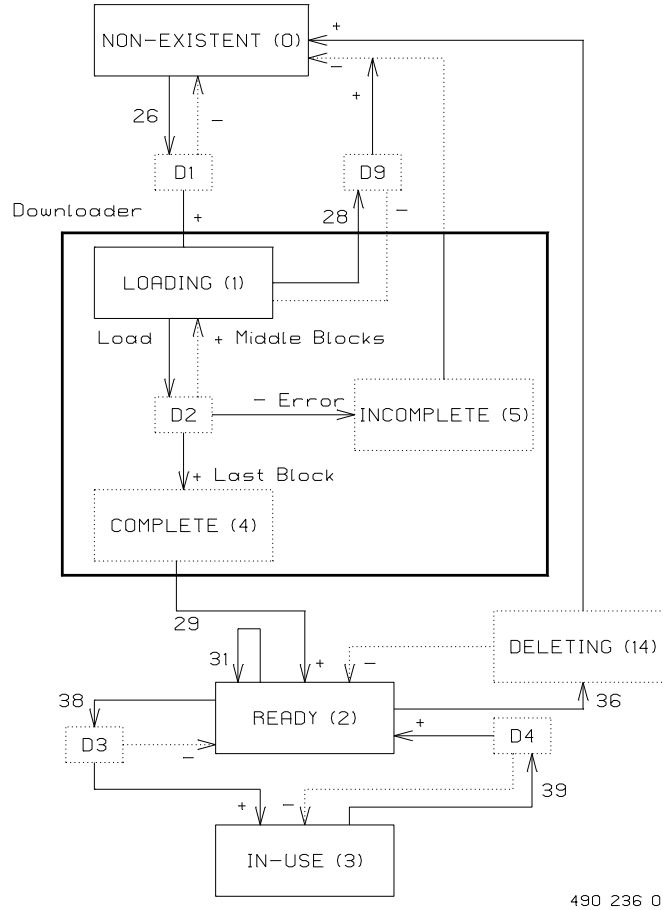 +
NON-EXISTENT (0)
-
26
-
+
D1
D9
Downloader
+
28
-
LOADING (1)
Load
+ Middle Blocks
- Error
D2
INCOMPLETE (5)
+ Last Block
COMPLETE (4)
29
DELETING (14)
31
+
-
38
36
READY (2)
+
D3
D4
-
39
+
-
IN-USE (3)
490 236 0